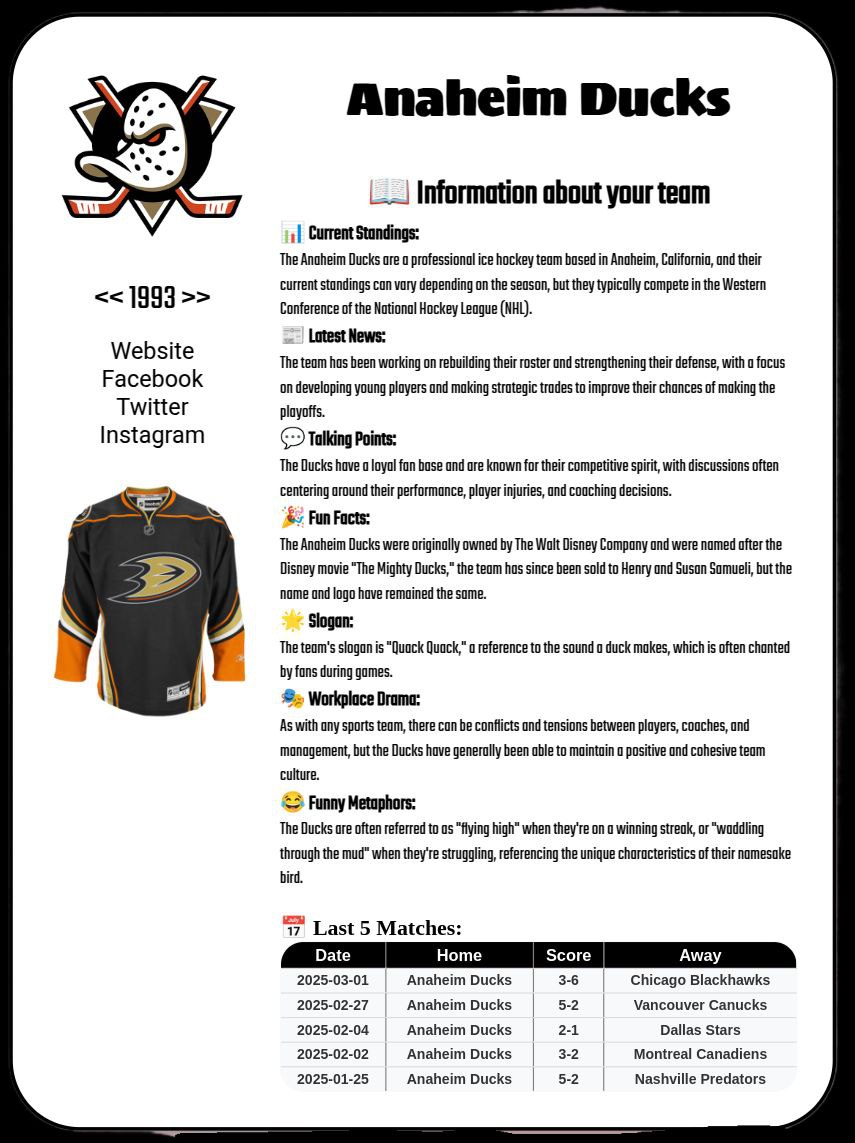 Anaheim Ducks
<< 1993 >>
Website
Facebook
Twitter
Instagram
📖 Information about your team
📊 Current Standings:
The Anaheim Ducks are a professional ice hockey team based in Anaheim, California, and their
current standings can vary depending on the season, but they typically compete in the Western
Conference of the National Hockey League (NHL).
📰 Latest News:
The team has been working on rebuilding their roster and strengthening their defense, with a focus
on developing young players and making strategic trades to improve their chances of making the
playoffs.
💬 Talking Points:
The Ducks have a loyal fan base and are known for their competitive spirit, with discussions often
centering around their performance, player injuries, and coaching decisions.
🎉 Fun Facts:
The Anaheim Ducks were originally owned by The Walt Disney Company and were named after the
Disney movie "The Mighty Ducks," the team has since been sold to Henry and Susan Samueli, but the
name and logo have remained the same.
🌟 Slogan:
The team's slogan is "Quack Quack," a reference to the sound a duck makes, which is often chanted
by fans during games.
🎭 Workplace Drama:
As with any sports team, there can be conflicts and tensions between players, coaches, and
management, but the Ducks have generally been able to maintain a positive and cohesive team
culture.
😂 Funny Metaphors:
The Ducks are often referred to as "flying high" when they're on a winning streak, or "waddling
through the mud" when they're struggling, referencing the unique characteristics of their namesake
bird.
📅 Last 5 Matches:
Date Home Score Away
2025-03-01 Anaheim Ducks 3-6 Chicago Blackhawks
2025-02-27 Anaheim Ducks 5-2 Vancouver Canucks
2025-02-04 Anaheim Ducks 2-1 Dallas Stars
2025-02-02 Anaheim Ducks 3-2 Montreal Canadiens
2025-01-25 Anaheim Ducks 5-2 Nashville Predators